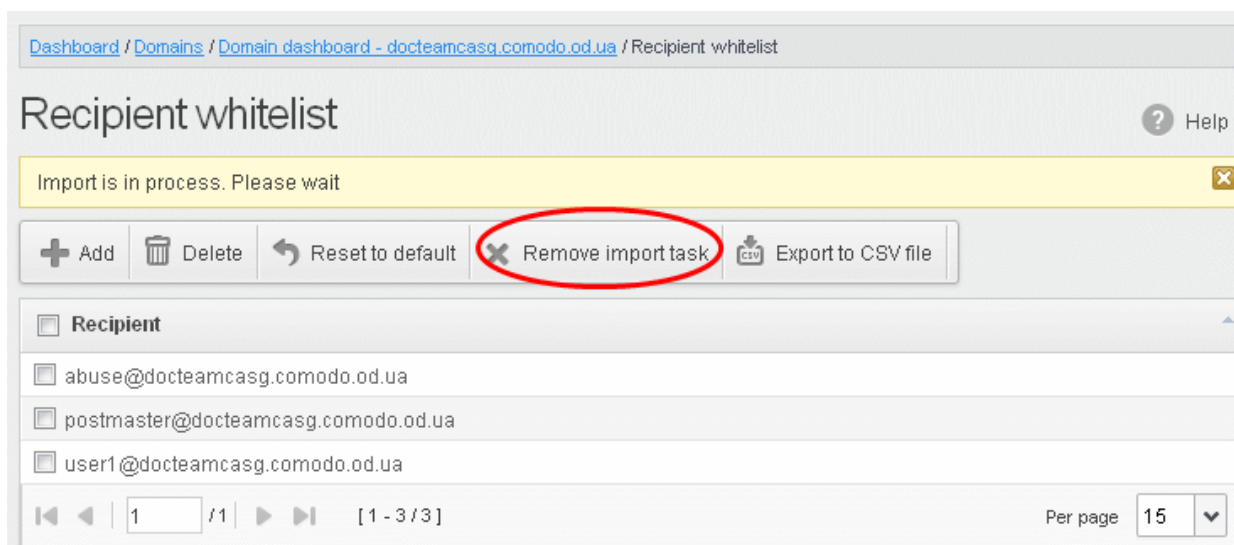 Dashboard / Domains / Domain dashboard - docteamcasg.comodo.od.ua / Recipient whitelist
Recipient whitelist
Help
Import is in process. Please wait
Add Delete Reset to default Remove import task CSV Export to CSV file
Recipient
abuse@docteamcasg.comodo.od.ua
postmaster@docteamcasg.comodo.od.ua
user1@docteamcasg.comodo.od.ua
1 /1 [1 - 3 / 3] Per page 15